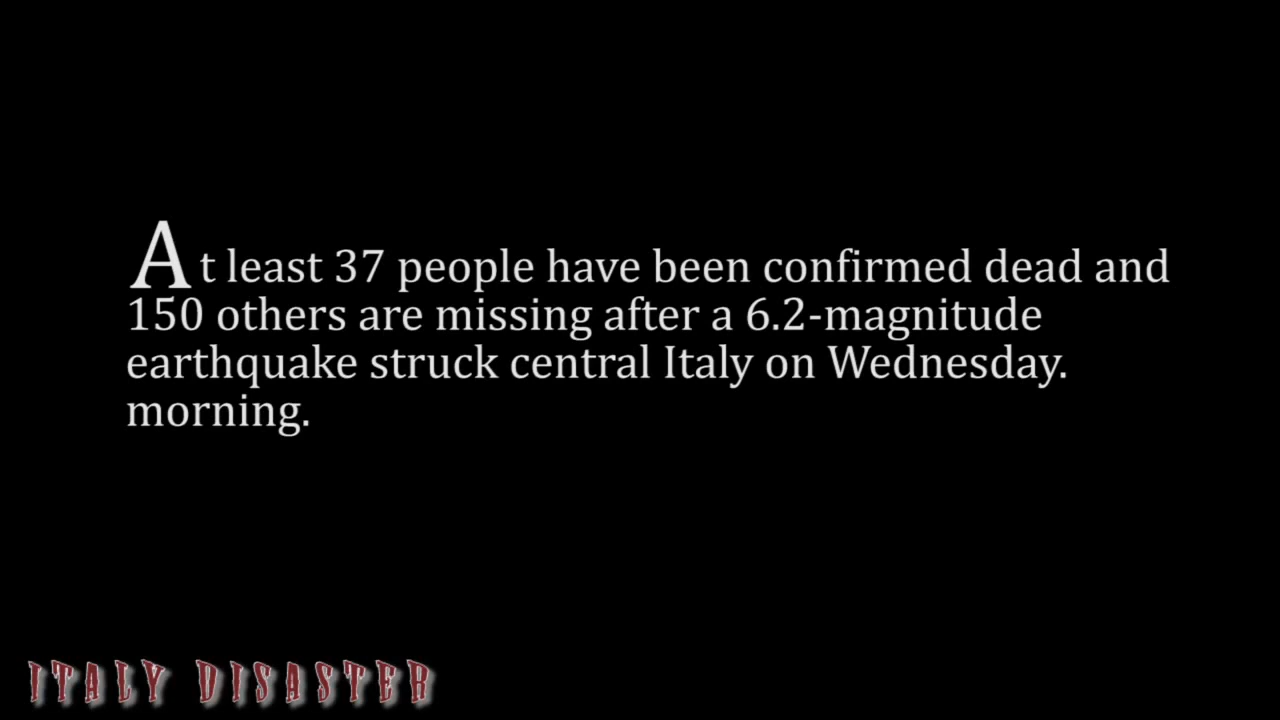 At least 37 people have been confirmed dead and
150 others are missing after a 6.2-magnitude
earthquake struck central Italy on Wednesday.
morning.
ITALY DISASTER